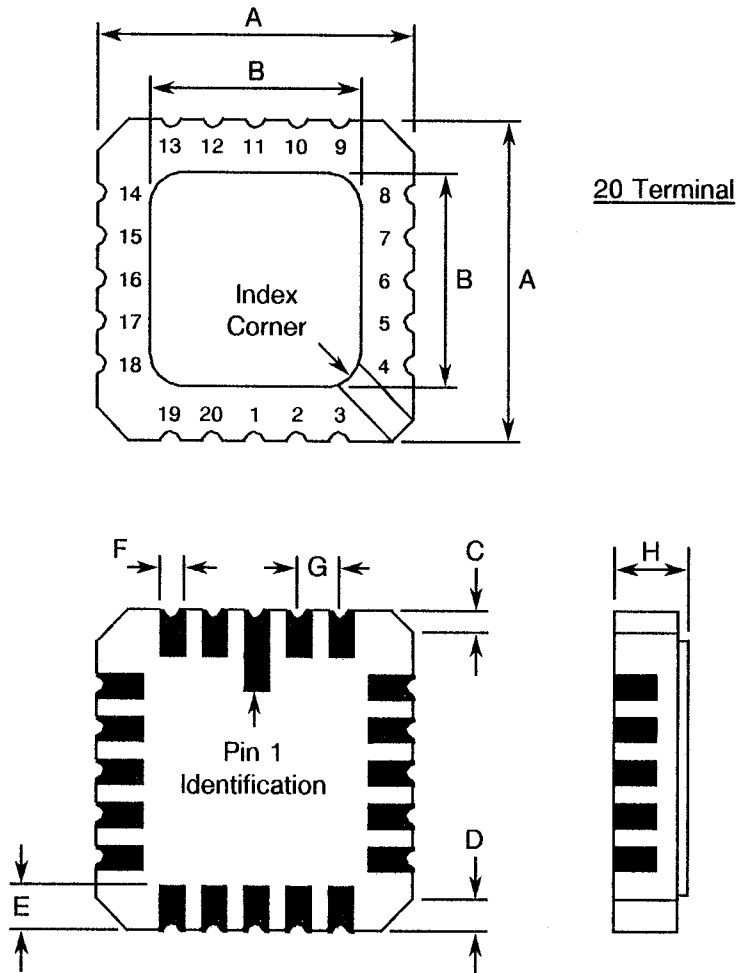 A
B
13 12 11 10 9
14 8
20 Terminal
15 7
16 6
B A
Index
Corner
17 5
18 4
19 20 1 2 3
F G C H
Pin 1
Identification
D
E